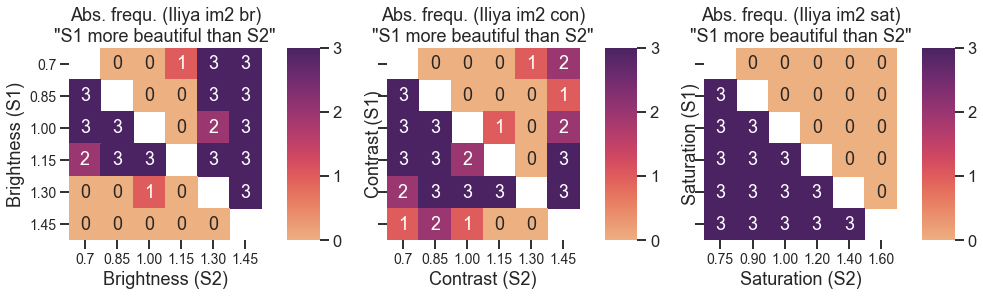 Abs. frequ. (Iliya im2 br)
"S1 more beautiful than S2"
Brightness (S1)
0.7 0 0 1 3 3
0.85 3 0 0 3 3
1.00 3 3 0 2 3
1.15 2 3 3 3 3
1.30 0 0 1 0 3
1.45 0 0 0 0 0
0.7 0.85 1.00 1.15 1.30 1.45
Brightness (S2)
3
2
1
0
Abs. frequ. (Iliya im2 con)
"S1 more beautiful than S2"
Contrast (S1)
0 0 0 1 2
3 0 0 0 1
3 3 1 0 2
3 3 2 0 3
2 3 3 3 3
1 2 1 0 0
0.7 0.85 1.00 1.15 1.30 1.45
Contrast (S2)
3
2
1
0
Abs. frequ. (Iliya im2 sat)
"S1 more beautiful than S2"
Saturation (S1)
0 0 0 0 0
3 0 0 0 0
3 3 0 0 0
3 3 3 0 0
3 3 3 3 0
3 3 3 3 3
0.75 0.90 1.00 1.20 1.40 1.60
Saturation (S2)
3
2
1
0